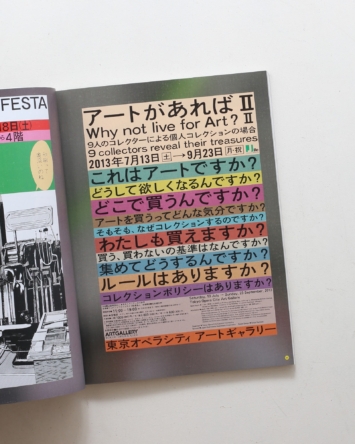 FESTA
8日(土)
4階
アートがあればⅡ
Why not live for Art? Ⅱ
9人のコレクターによる個人コレクションの場合
9 collectors reveal their treasures
2013年7月13日(土)→9月23日(月・祝)
これはアートですか?
どうして欲しくなるんですか?
どこで買うんですか?
アートを買うってどんな気分ですか?
そもそも、なぜコレクションするのですか?
わたしも買えますか?
買う、買わないの基準はなんですか?
集めてどうするんですか?
ルールはありますか?
コレクションポリシーはありますか?
ARTGALLERY
東京オペラシティ アートギャラリー